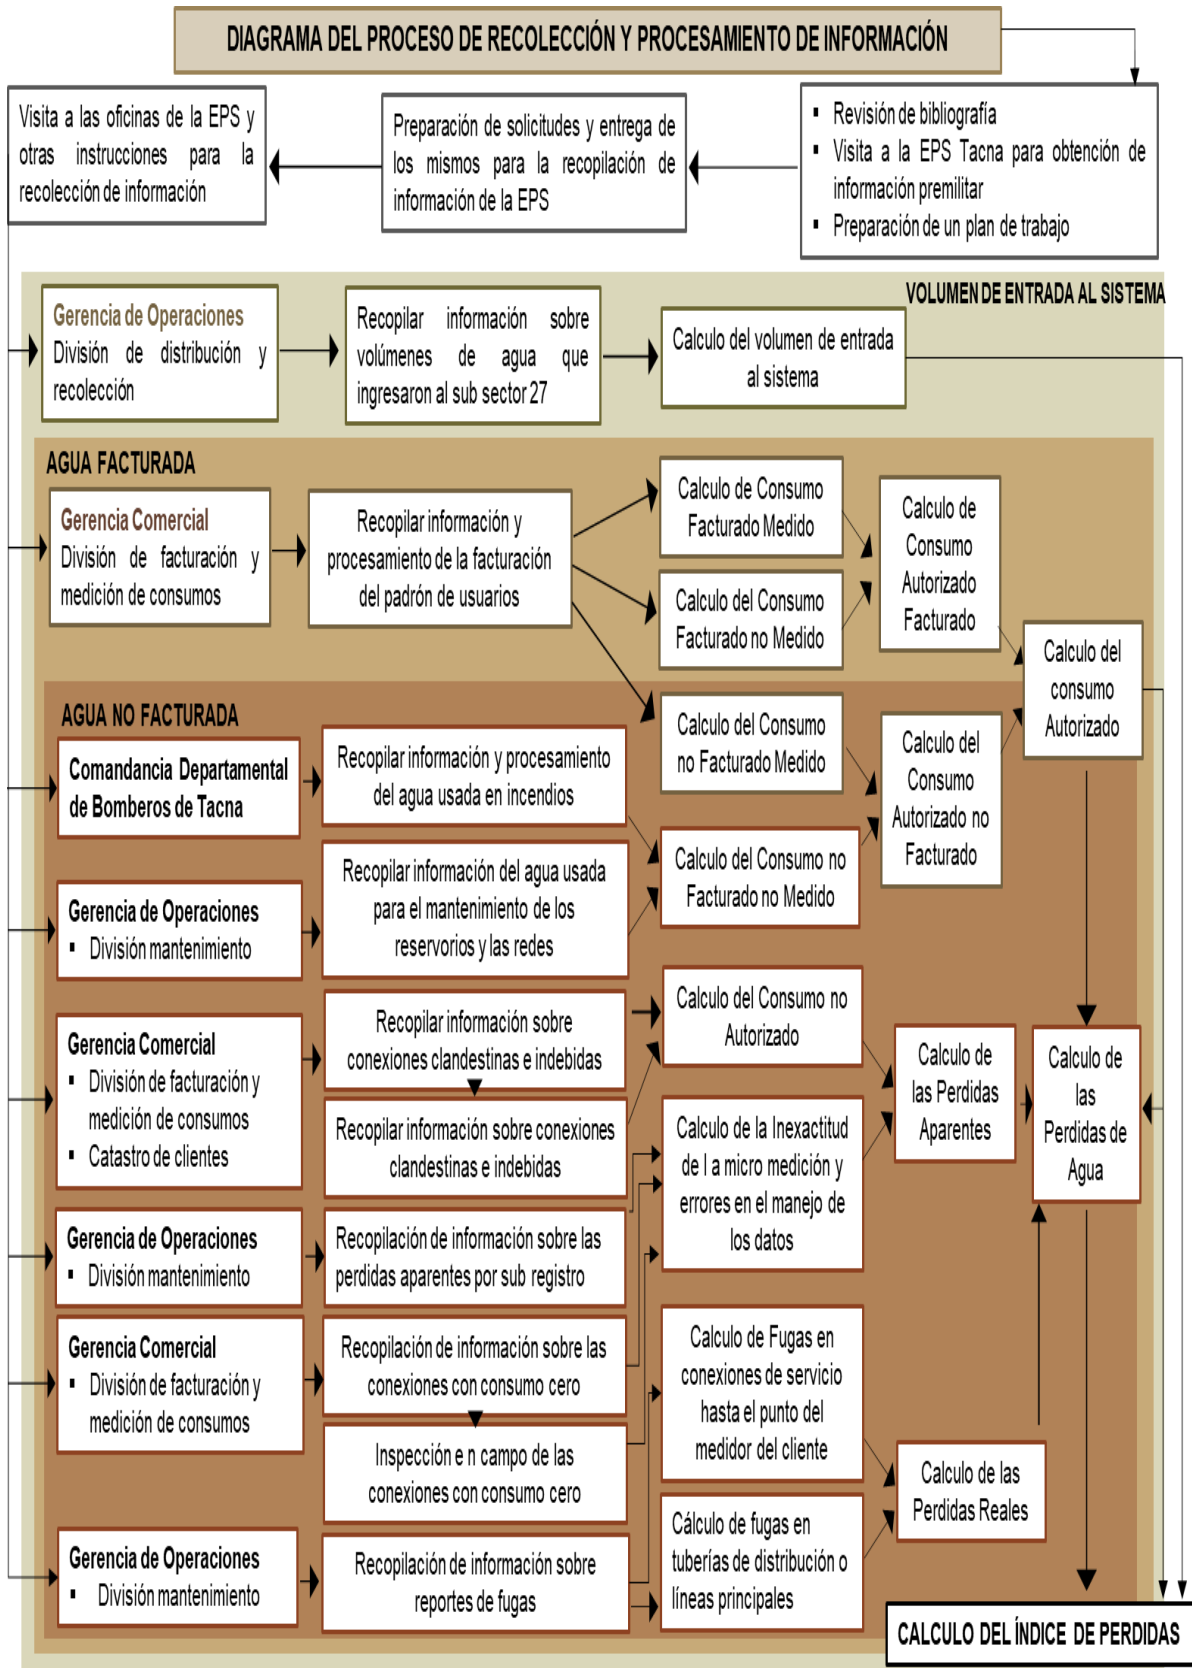 DIAGRAMA DEL PROCESO DE RECOLECCIÓN Y PROCESAMIENTO DE INFORMACIÓN
▪ Revisión de bibliografía
▪ Visita a la EPS Tacna para obtención de
información premilitar
▪ Preparación de un plan de trabajo
Preparación de solicitudes y entrega de
los mismos para la recopilación de
información de la EPS
Visita a las oficinas de la EPS y
otras instrucciones para la
recolección de información
VOLUMEN DE ENTRADA AL SISTEMA
Gerencia de Operaciones
División de distribución y
recolección
Recopilar información sobre
volúmenes de agua que
ingresaron al sub sector 27
Calculo del volumen de entrada
al sistema
AGUA FACTURADA
Gerencia Comercial
División de facturación y
medición de consumos
Recopilar información y
procesamiento de la facturación
del padrón de usuarios
Calculo de Consumo
Facturado Medido
Calculo del Consumo
Facturado no Medido
Calculo de
Consumo
Autorizado
Facturado
Calculo del
consumo
Autorizado
AGUA NO FACTURADA
Calculo del Consumo
no Facturado Medido
Calculo del
Consumo
Autorizado no
Facturado
Comandancia Departamental
de Bomberos de Tacna
Recopilar información y procesamiento
del agua usada en incendios
Gerencia de Operaciones
▪ División mantenimiento
Recopilar información del agua usada
para el mantenimiento de los
reservorios y las redes
Calculo del Consumo no
Facturado no Medido
Gerencia Comercial
▪ División de facturación y
medición de consumos
▪ Catastro de clientes
Recopilar información sobre
conexiones clandestinas e indebidas
Recopilar información sobre conexiones
clandestinas e indebidas
Calculo del Consumo no
Autorizado
Calculo de
las Perdidas
Aparentes
Calculo de
las
Perdidas de
Agua
Calculo de la Inexactitud
de l a micro medición y
errores en el manejo de
los datos
Gerencia de Operaciones
▪ División mantenimiento
Recopilación de información sobre las
perdidas aparentes por sub registro
Gerencia Comercial
▪ División de facturación y
medición de consumos
Recopilación de información sobre las
conexiones con consumo cero
Inspección e n campo de las
conexiones con consumo cero
Calculo de Fugas en
conexiones de servicio
hasta el punto del
medidor del cliente
Calculo de las
Perdidas Reales
Gerencia de Operaciones
▪ División mantenimiento
Recopilación de información sobre
reportes de fugas
Cálculo de fugas en
tuberías de distribución o
líneas principales
CALCULO DEL ÍNDICE DE PERDIDAS